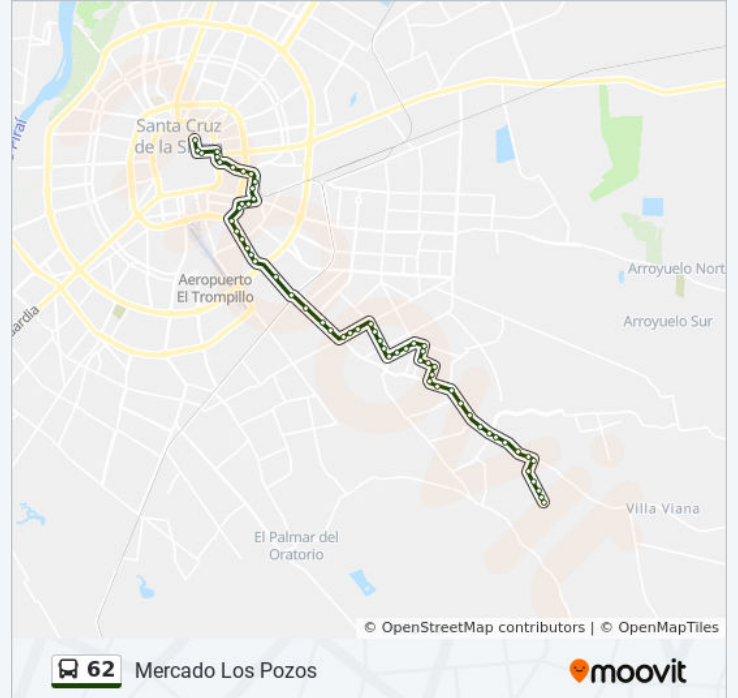 Piraí
Santa Cruz
de la S
Aeropuerto
El Trompillo
Arroyuelo Nort
Arroyuelo Sur
ardia
Villa Viana
El Palmar del
Oratorio
© OpenStreetMap contributors | © OpenMapTiles
62 Mercado Los Pozos
moovit